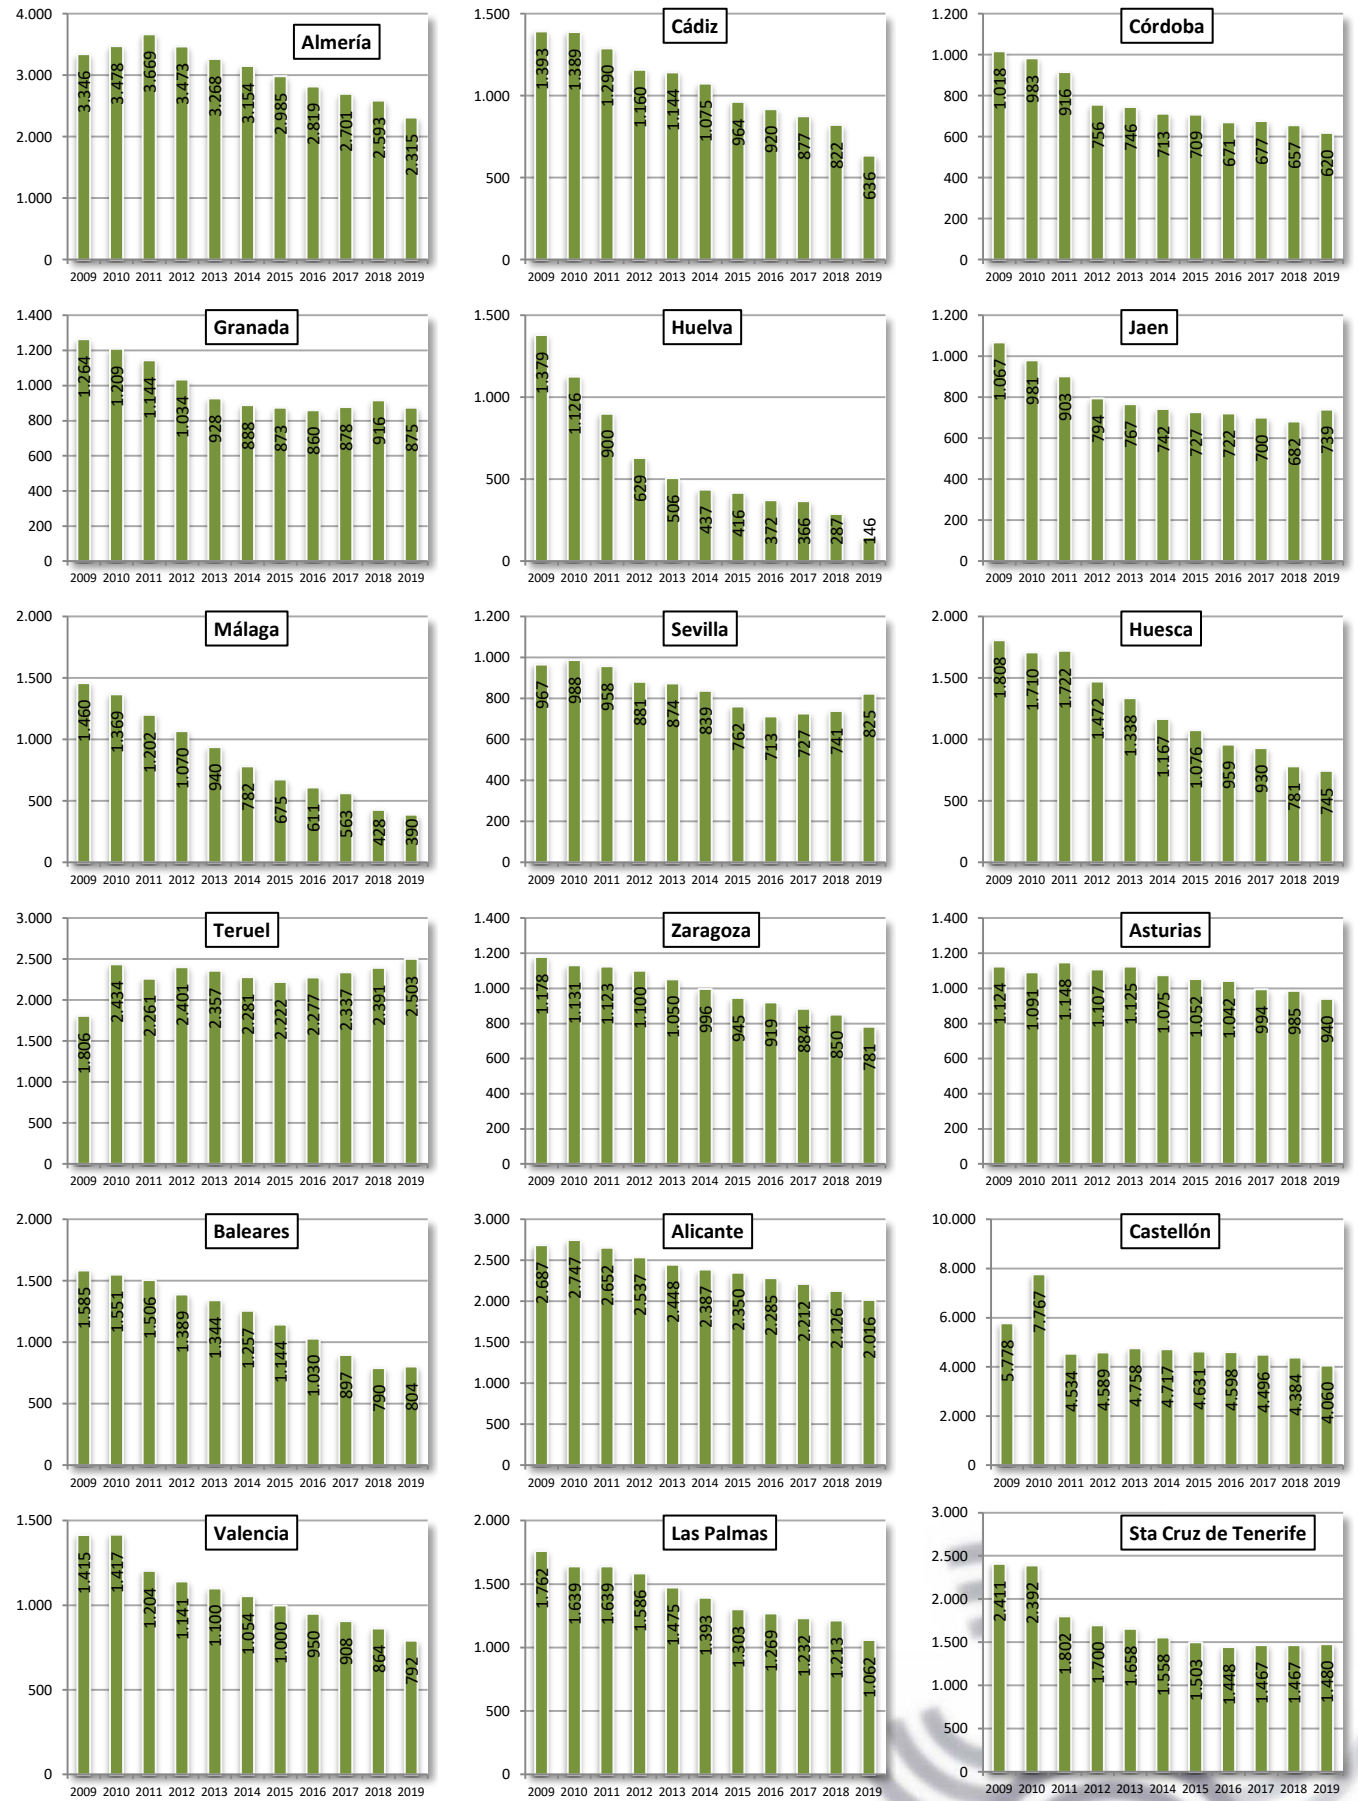 Almería
4.000
3.000
2.000
1.000
0
3.346 3.478 3.669 3.473 3.268 3.154 2.985 2.819 2.701 2.593 2.315
2009 2010 2011 2012 2013 2014 2015 2016 2017 2018 2019
Cádiz
1.500
1.000
500
0
1.393 1.389 1.290 1.160 1.144 1.075 964 920 877 822 636
2009 2010 2011 2012 2013 2014 2015 2016 2017 2018 2019
Córdoba
1.200
1.000
800
600
400
200
0
1.018 983 916 756 746 713 709 671 677 657 620
2009 2010 2011 2012 2013 2014 2015 2016 2017 2018 2019
Granada
1.400
1.200
1.000
800
600
400
200
0
1.264 1.209 1.144 1.034 928 888 873 860 878 916 875
2009 2010 2011 2012 2013 2014 2015 2016 2017 2018 2019
Huelva
1.500
1.000
500
0
1.379 1.126 900 629 506 437 416 372 366 287 146
2009 2010 2011 2012 2013 2014 2015 2016 2017 2018 2019
Jaen
1.200
1.000
800
600
400
200
0
1.067 981 903 794 767 742 727 722 700 682 739
2009 2010 2011 2012 2013 2014 2015 2016 2017 2018 2019
Málaga
2.000
1.500
1.000
500
0
1.460 1.369 1.202 1.070 940 782 675 611 563 428 390
2009 2010 2011 2012 2013 2014 2015 2016 2017 2018 2019
Sevilla
1.200
1.000
800
600
400
200
0
967 988 958 881 874 839 762 713 727 741 825
2009 2010 2011 2012 2013 2014 2015 2016 2017 2018 2019
Huesca
2.000
1.500
1.000
500
0
1.808 1.710 1.722 1.472 1.338 1.167 1.076 959 930 781 745
2009 2010 2011 2012 2013 2014 2015 2016 2017 2018 2019
Teruel
3.000
2.500
2.000
1.500
1.000
500
0
1.806 2.434 2.261 2.401 2.357 2.281 2.222 2.277 2.337 2.391 2.503
2009 2010 2011 2012 2013 2014 2015 2016 2017 2018 2019
Zaragoza
1.400
1.200
1.000
800
600
400
200
0
1.178 1.131 1.123 1.100 1.050 996 945 919 884 850 781
2009 2010 2011 2012 2013 2014 2015 2016 2017 2018 2019
Asturias
1.400
1.200
1.000
800
600
400
200
0
1.124 1.091 1.148 1.107 1.125 1.075 1.052 1.042 994 985 940
2009 2010 2011 2012 2013 2014 2015 2016 2017 2018 2019
Baleares
2.000
1.500
1.000
500
0
1.585 1.551 1.506 1.389 1.344 1.257 1.144 1.030 897 790 804
2009 2010 2011 2012 2013 2014 2015 2016 2017 2018 2019
Alicante
3.000
2.500
2.000
1.500
1.000
500
0
2.687 2.747 2.652 2.537 2.448 2.387 2.350 2.285 2.212 2.126 2.016
2009 2010 2011 2012 2013 2014 2015 2016 2017 2018 2019
Castellón
10.000
8.000
6.000
4.000
2.000
0
5.778 7.767 4.534 4.589 4.758 4.717 4.631 4.598 4.496 4.384 4.060
2009 2010 2011 2012 2013 2014 2015 2016 2017 2018 2019
Valencia
1.500
1.000
500
0
1.415 1.417 1.204 1.141 1.100 1.054 1.000 950 908 864 792
2009 2010 2011 2012 2013 2014 2015 2016 2017 2018 2019
Las Palmas
2.000
1.500
1.000
500
0
1.762 1.639 1.639 1.586 1.475 1.393 1.303 1.269 1.232 1.213 1.062
2009 2010 2011 2012 2013 2014 2015 2016 2017 2018 2019
Sta Cruz de Tenerife
3.000
2.500
2.000
1.500
1.000
500
0
2.411 2.392 1.802 1.700 1.658 1.558 1.503 1.448 1.467 1.467 1.480
2009 2010 2011 2012 2013 2014 2015 2016 2017 2018 2019